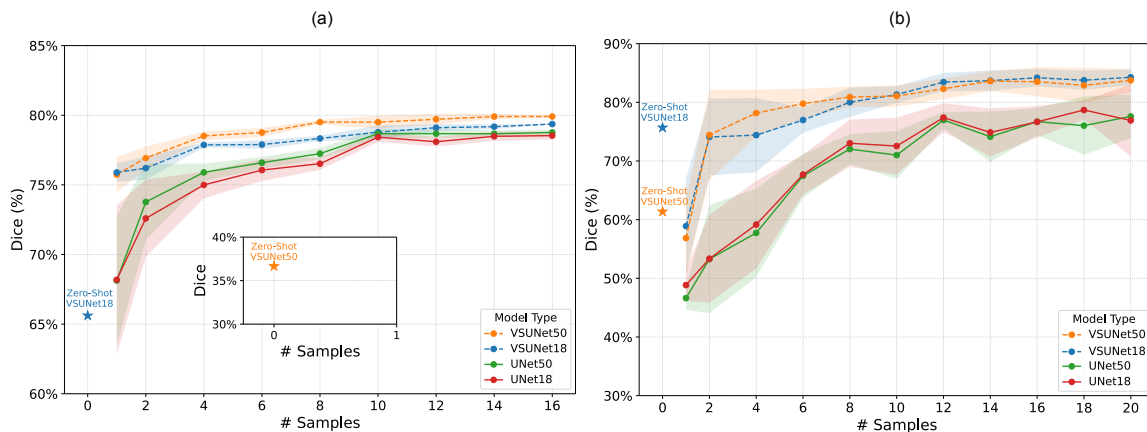 (a)
85%
80%
75%
70%
65%
60%
Dice (%)
Zero-Shot
VSUNet18
40%
35%
30%
Dice
Zero-Shot
VSUNet50
0
1
# Samples
Model Type
VSUNet50
VSUNet18
UNet50
UNet18
0 2 4 6 8 10 12 14 16
# Samples
(b)
90%
80%
70%
60%
50%
40%
30%
Dice (%)
Zero-Shot
VSUNet18
Zero-Shot
VSUNet50
Model Type
VSUNet50
VSUNet18
UNet50
UNet18
0 2 4 6 8 10 12 14 16 18 20
# Samples